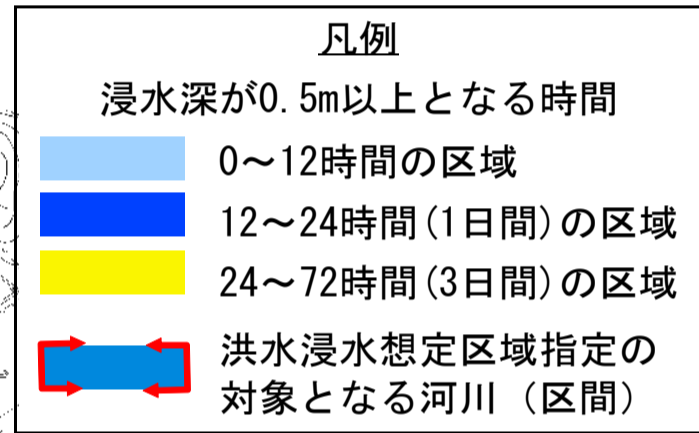 凡例
浸水深が0.5m以上となる時間
0～12時間の区域
12～24時間(1日間)の区域
24～72時間(3日間)の区域
洪水浸水想定区域指定の
対象となる河川（区間）